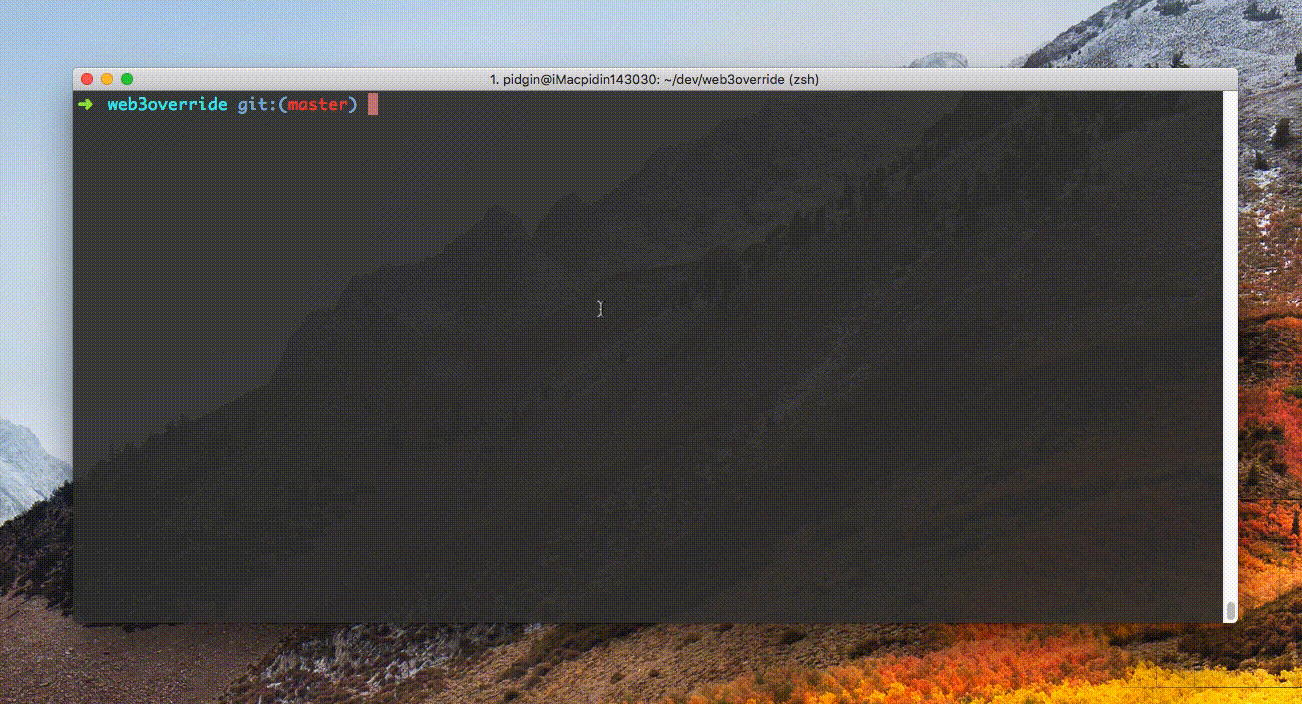 1. pidgin@iMacpidin143030: ~/dev/web3override (zsh)
➜ web3override git:(master)